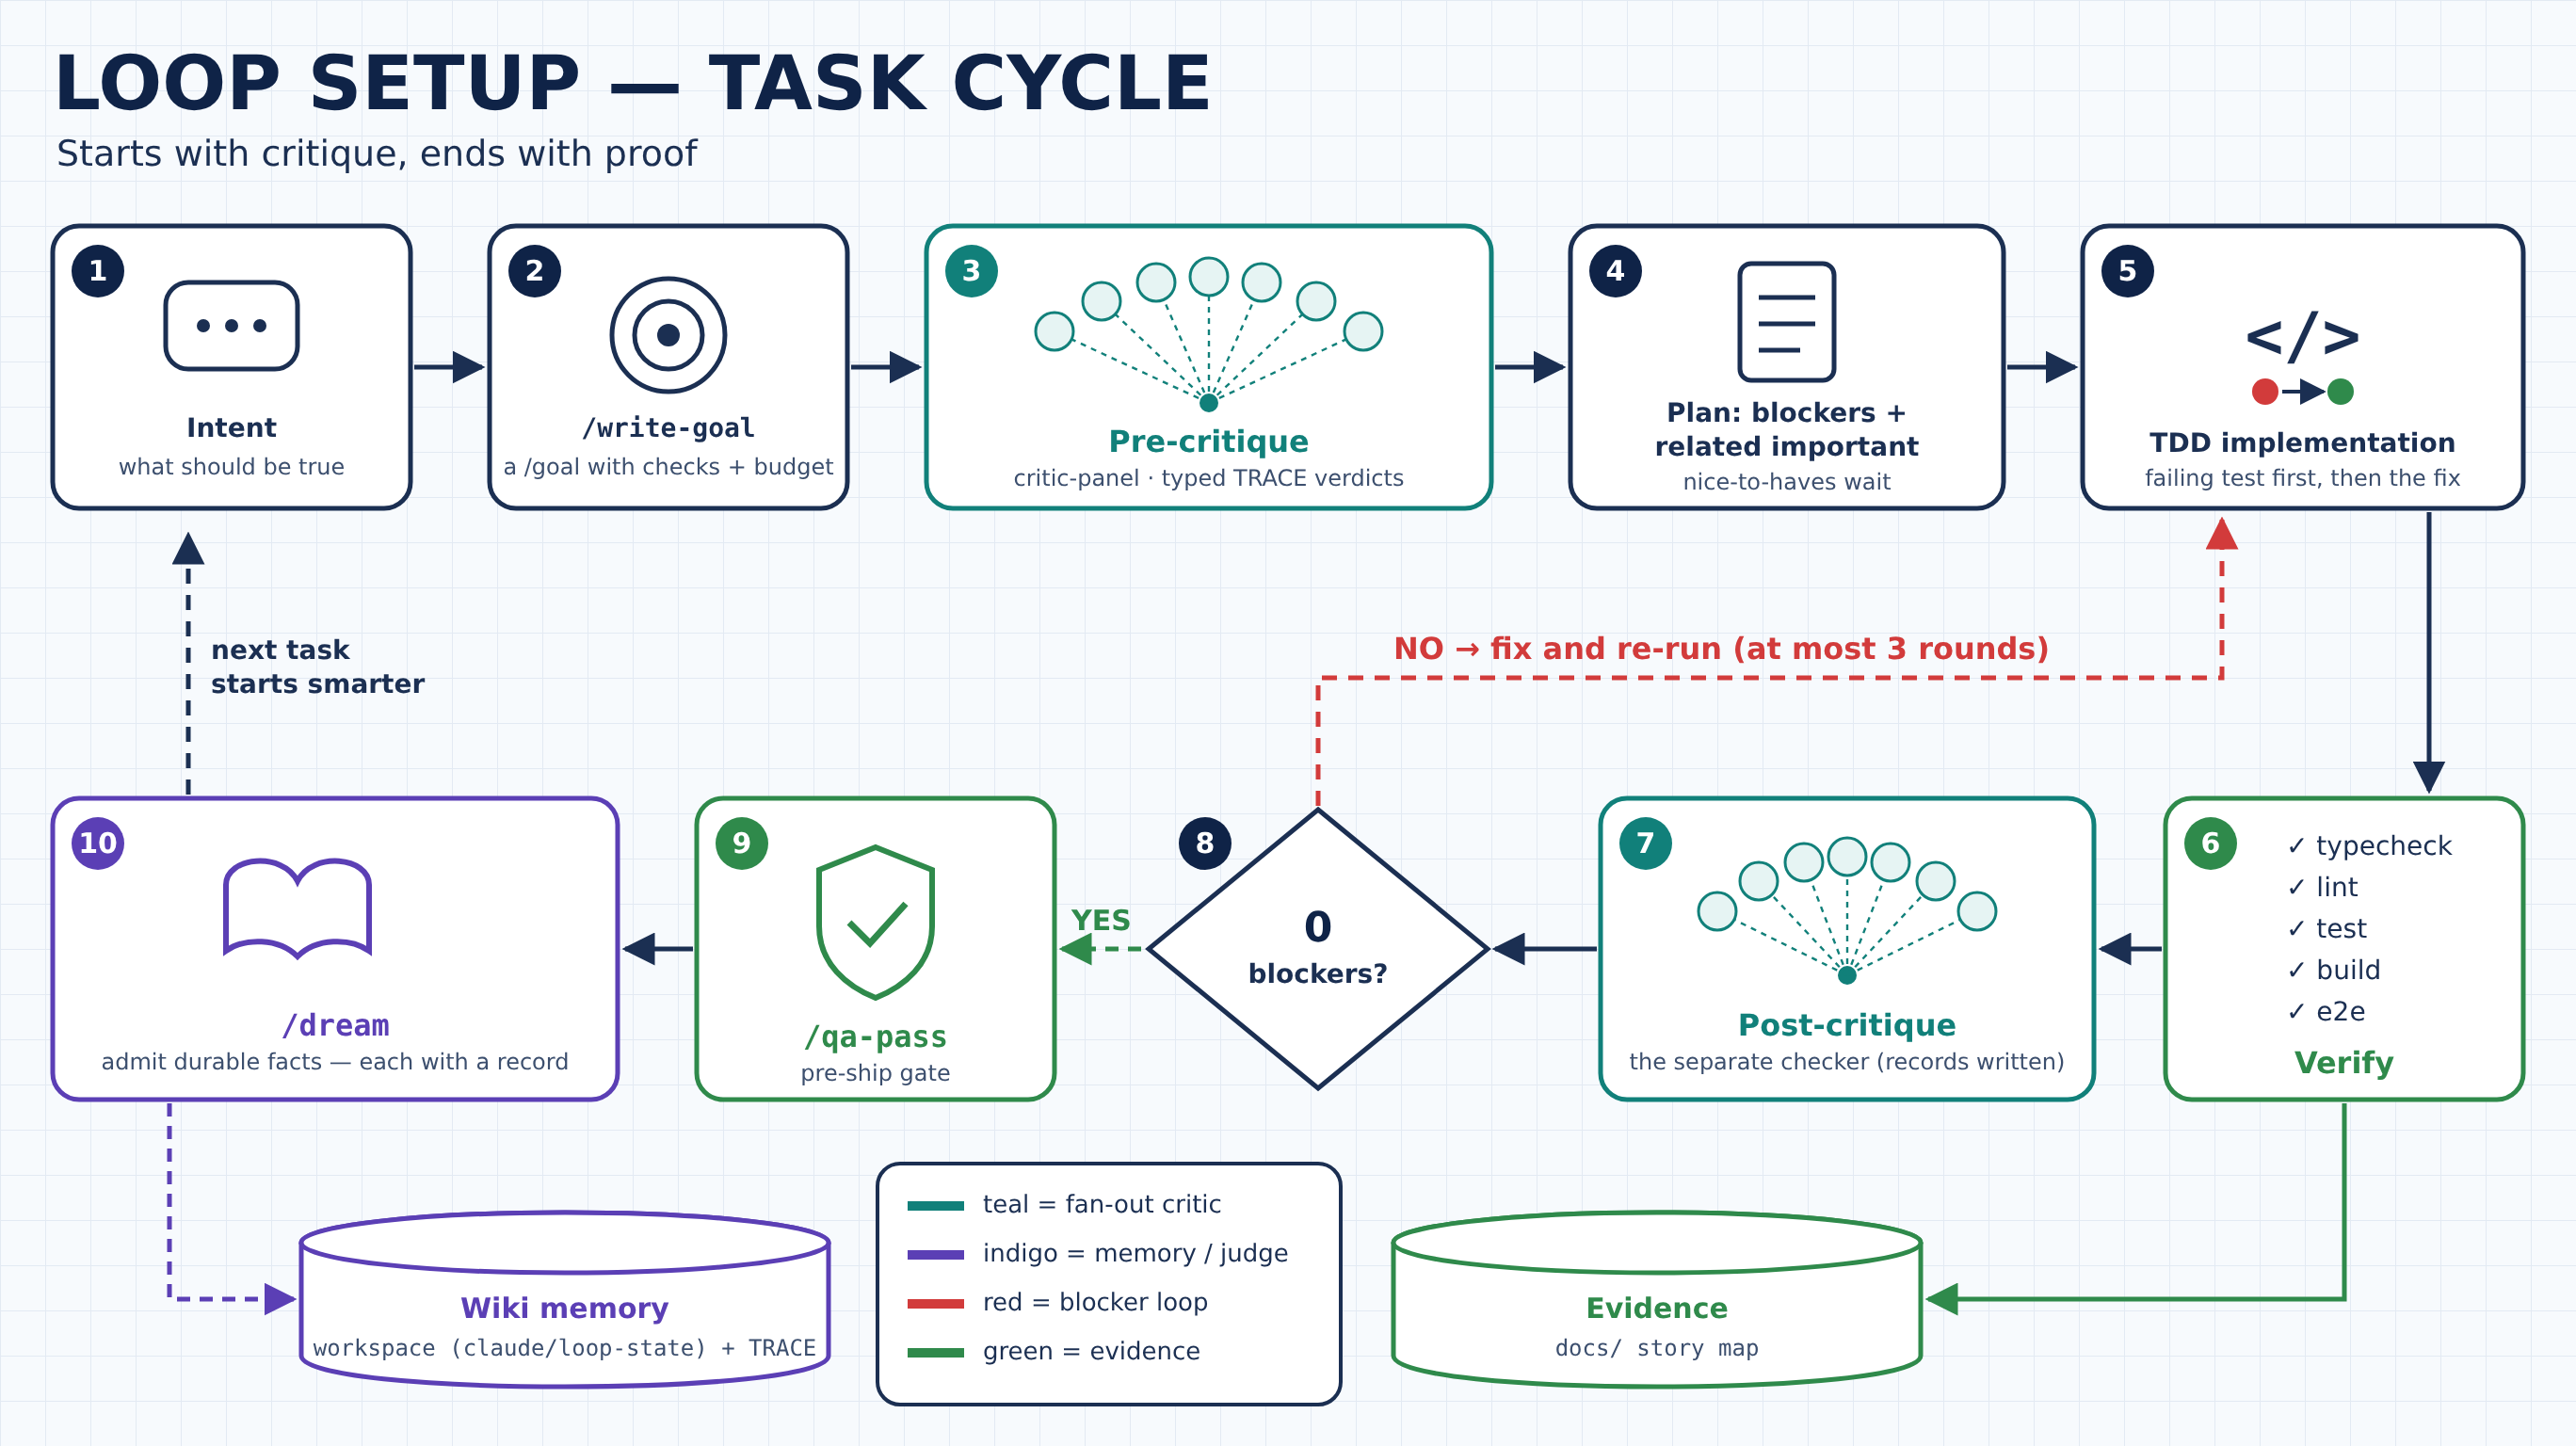 LOOP SETUP — TASK CYCLE
Starts with critique, ends with proof
1
Intent
what should be true
2
/write-goal
a /goal with checks + budget
3
Pre-critique
critic-panel · typed TRACE verdicts
4
Plan: blockers +
related important
nice-to-haves wait
5
</>
TDD implementation
failing test first, then the fix
next task
starts smarter
NO → fix and re-run (at most 3 rounds)
10
/dream
admit durable facts — each with a record
9
/qa-pass
pre-ship gate
YES
8
0
blockers?
7
Post-critique
the separate checker (records written)
6
✓ typecheck
✓ lint
✓ test
✓ build
✓ e2e
Verify
Wiki memory
workspace (claude/loop-state) + TRACE
teal = fan-out critic
indigo = memory / judge
red = blocker loop
green = evidence
Evidence
docs/ story map